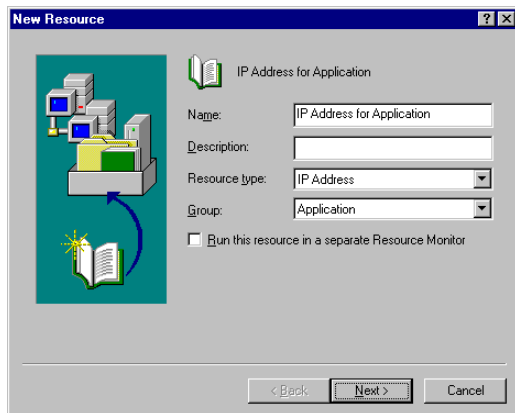 New Resource
IP Address for Application
Name: IP Address for Application
Description:
Resource type: IP Address
Group: Application
Run this resource in a separate Resource Monitor
< Back Next > Cancel